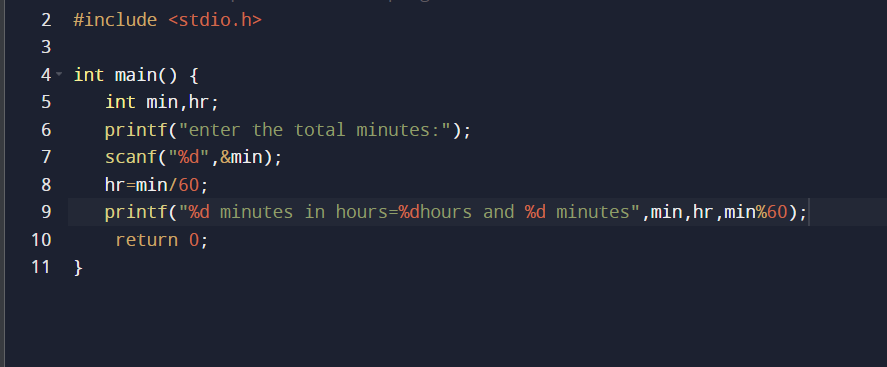 2 #include <stdio.h>
3
4 int main() {
5 int min,hr;
6 printf("enter the total minutes:");
7 scanf("%d",&min);
8 hr=min/60;
9 printf("%d minutes in hours=%dhours and %d minutes",min,hr,min%60);
10 return 0;
11 }